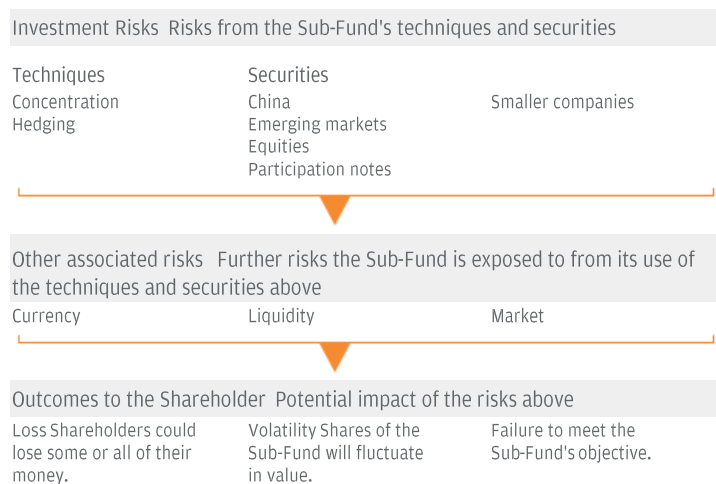 Investment Risks Risks from the Sub-Fund's techniques and securities
Techniques
Concentration
Hedging
Securities
China
Emerging markets
Equities
Participation notes
Smaller companies
Other associated risks Further risks the Sub-Fund is exposed to from its use of
the techniques and securities above
Currency
Liquidity
Market
Outcomes to the Shareholder Potential impact of the risks above
Loss Shareholders could
lose some or all of their
money.
Volatility Shares of the
Sub-Fund will fluctuate
in value.
Failure to meet the
Sub-Fund's objective.